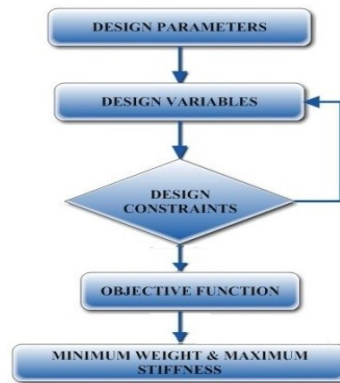 DESIGN PARAMETERS
DESIGN VARIABLES
DESIGN
CONSTRAINTS
OBJECTIVE FUNCTION
MINIMUM WEIGHT & MAXIMUM
STIFFNESS